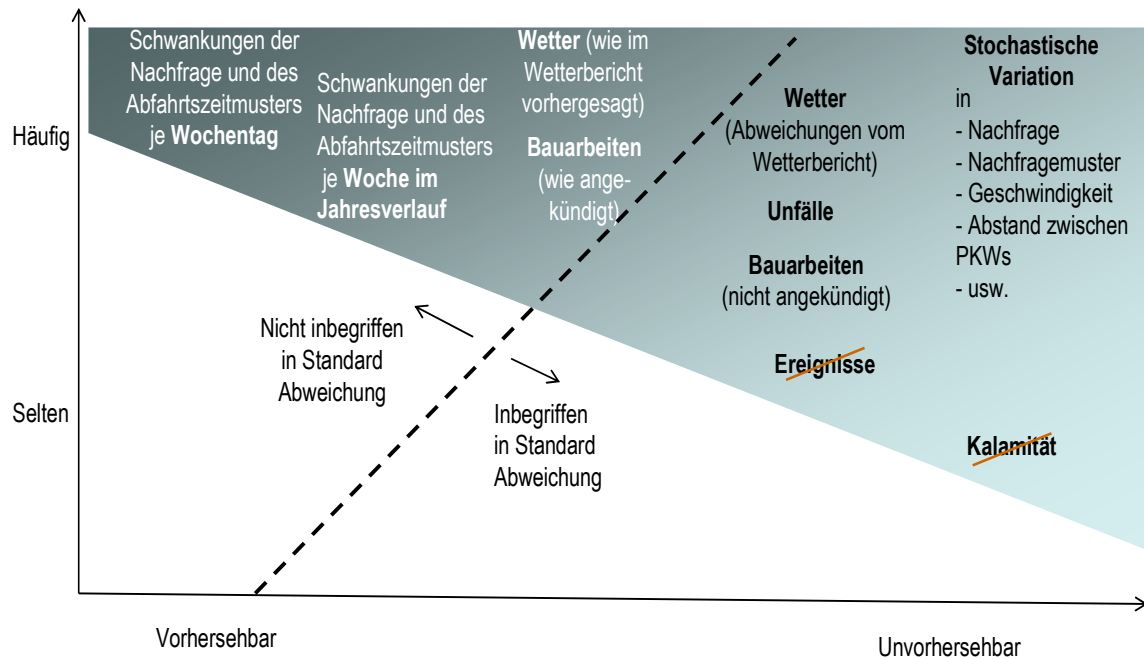 Schwankungen der
Nachfrage und des
Abfahrtszeitmusters
je Wochentag
Schwankungen der
Nachfrage und des
Abfahrtszeitmusters
je Woche im
Jahresverlauf
Wetter (wie im
Wetterbericht
vorhergesagt)
Bauarbeiten
(wie ange-
kündigt)
Wetter
(Abweichungen vom
Wetterbericht)
Unfälle
Bauarbeiten
(nicht angekündigt)
Ereignisse
Stochastische
Variation
in
- Nachfrage
- Nachfragemuster
- Geschwindigkeit
- Abstand zwischen
PKWs
- usw.
Kalamität
Häufig
Selten
Nicht inbegriffen
in Standard
Abweichung
Inbegriffen
in Standard
Abweichung
Vorhersehbar
Unvorhersehbar